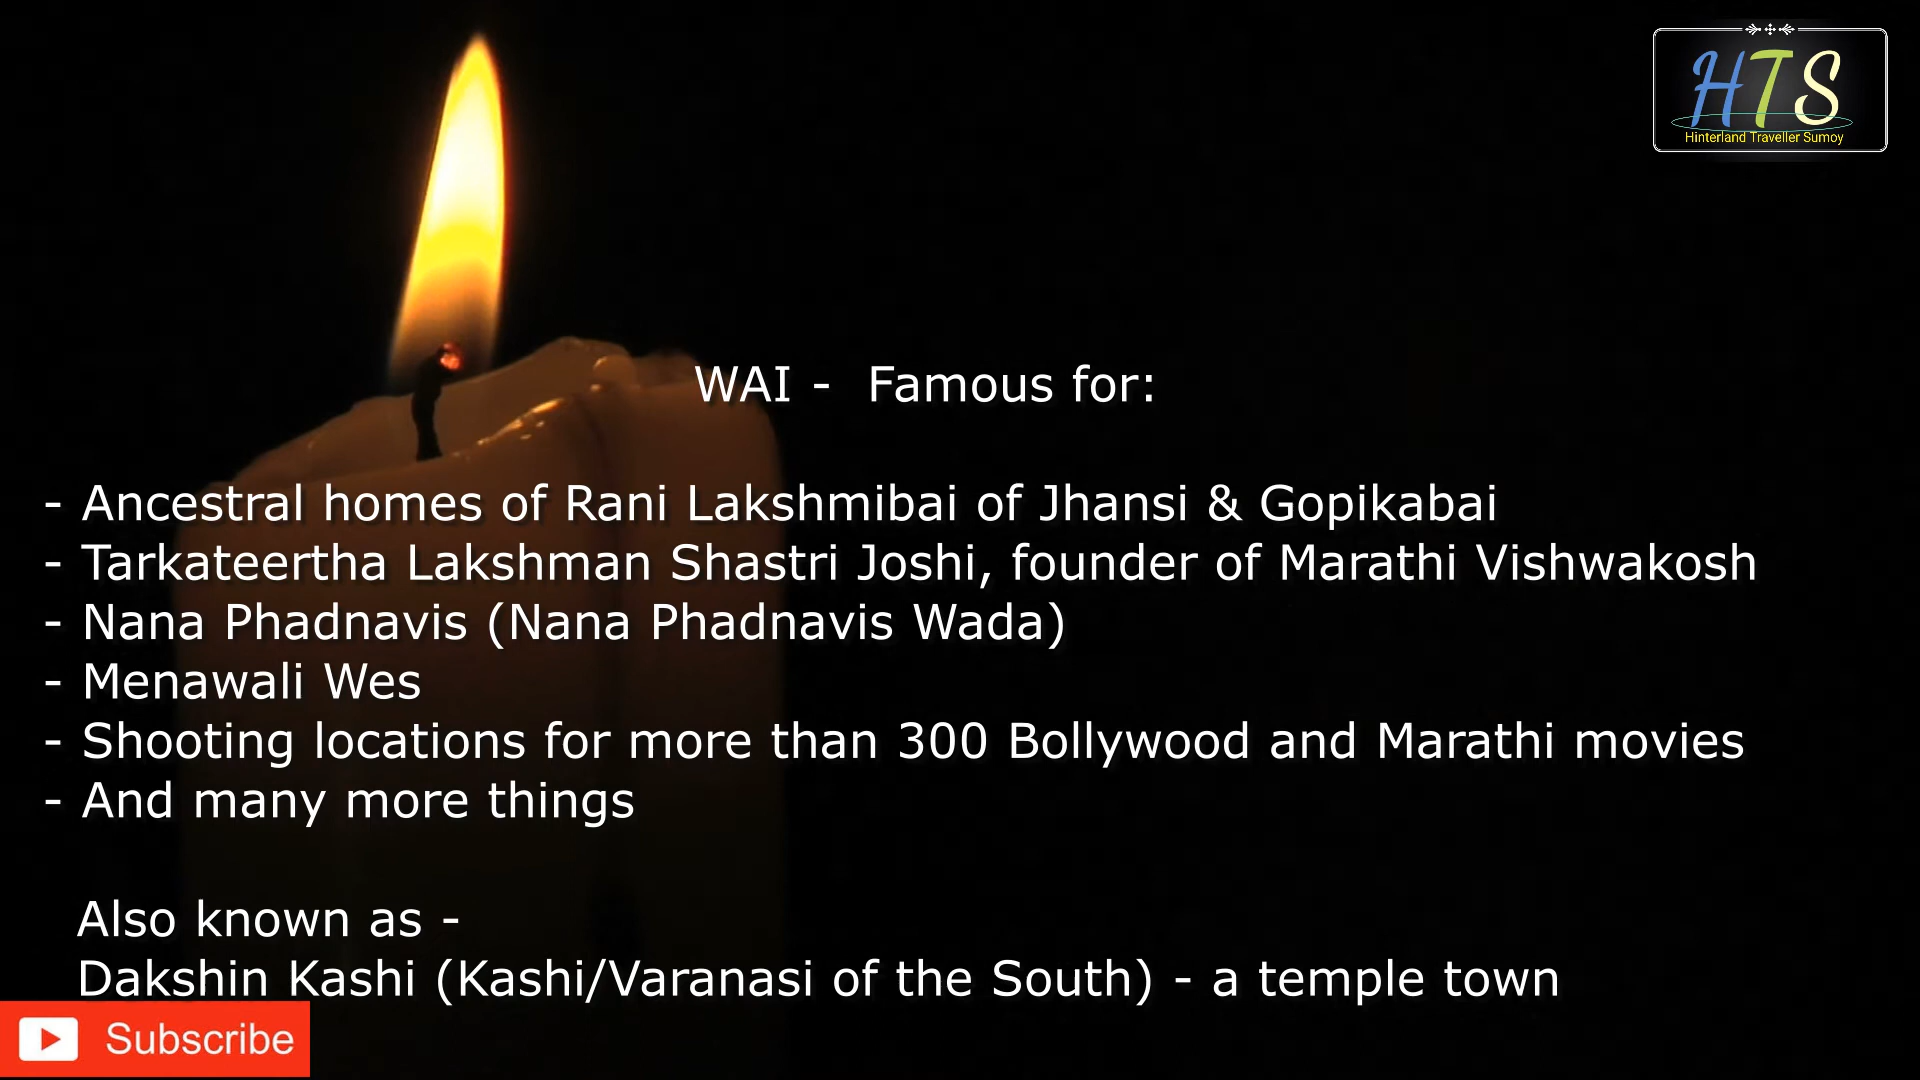 HTS
Hinterland Traveller Sumoy
WAI -  Famous for:
- Ancestral homes of Rani Lakshmibai of Jhansi & Gopikabai
- Tarkateertha Lakshman Shastri Joshi, founder of Marathi Vishwakosh
- Nana Phadnavis (Nana Phadnavis Wada)
- Menawali Wes
- Shooting locations for more than 300 Bollywood and Marathi movies
- And many more things
Also known as -
Dakshin Kashi (Kashi/Varanasi of the South) - a temple town
Subscribe